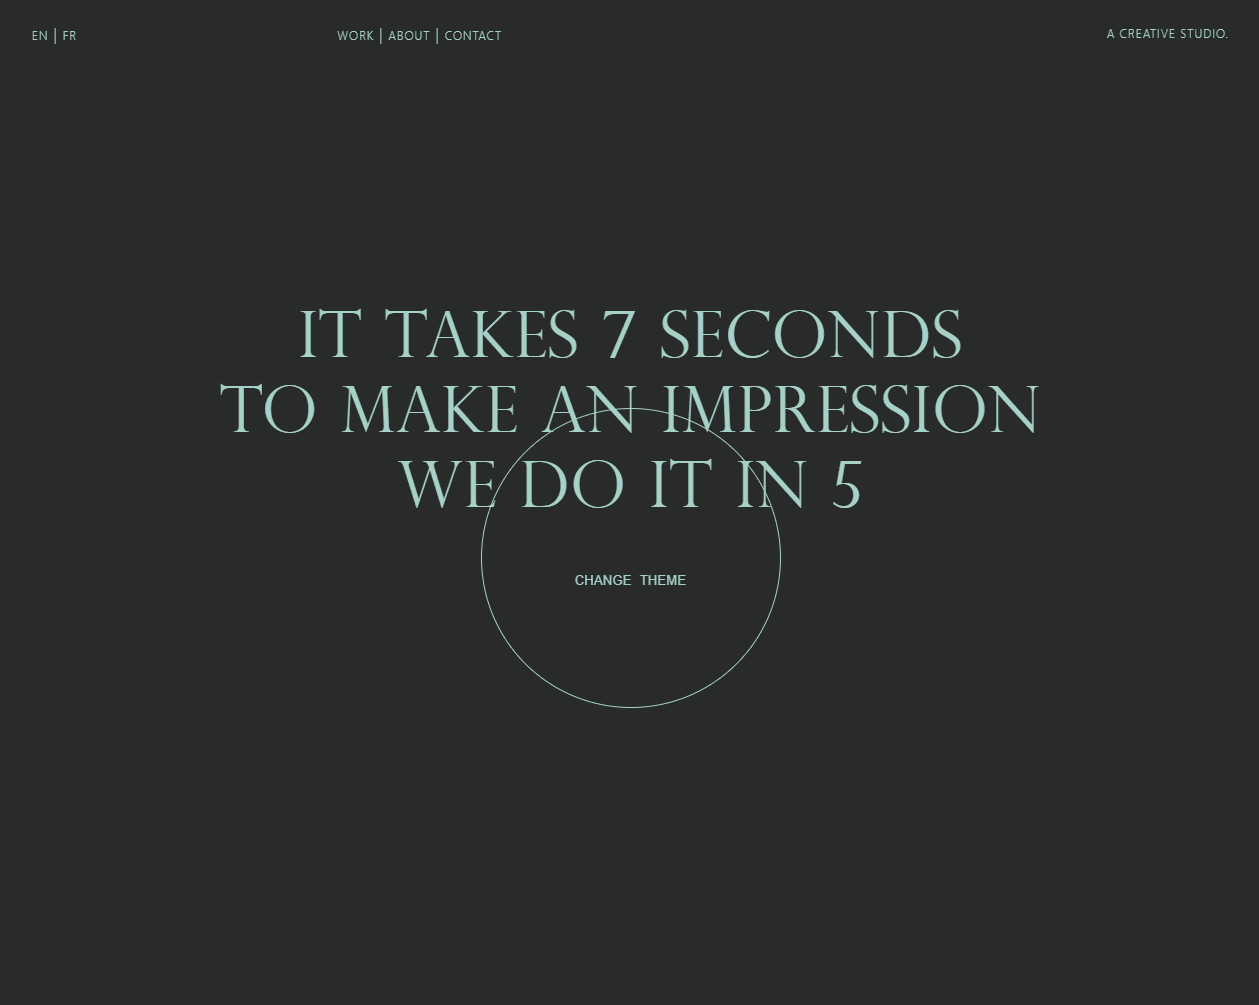 EN | FR
WORK | ABOUT | CONTACT
A CREATIVE STUDIO.
IT TAKES 7 SECONDS
TO MAKE AN IMPRESSION
WE DO IT IN 5
CHANGE THEME